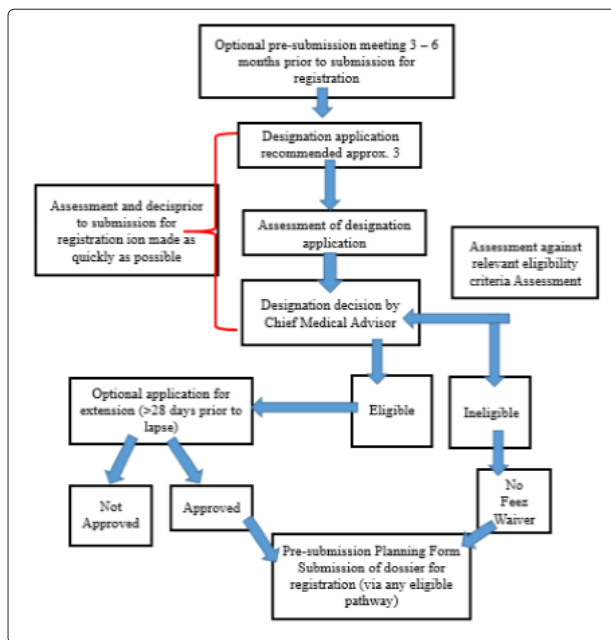 Optional pre-submission meeting 3 – 6
months prior to submission for
registration
Designation application
recommended approx. 3
Assessment and decisprior
to submission for
registration ion made as
quickly as possible
Assessment of designation
application
Assessment against
relevant eligibility
criteria Assessment
Designation decision by
Chief Medical Advisor
Optional application for
extension (>28 days prior to
lapse)
Eligible
Ineligible
Not
Approved
Approved
No
Feez
Waiver
Pre-submission Planning Form
Submission of dossier for
registration (via any eligible
pathway)